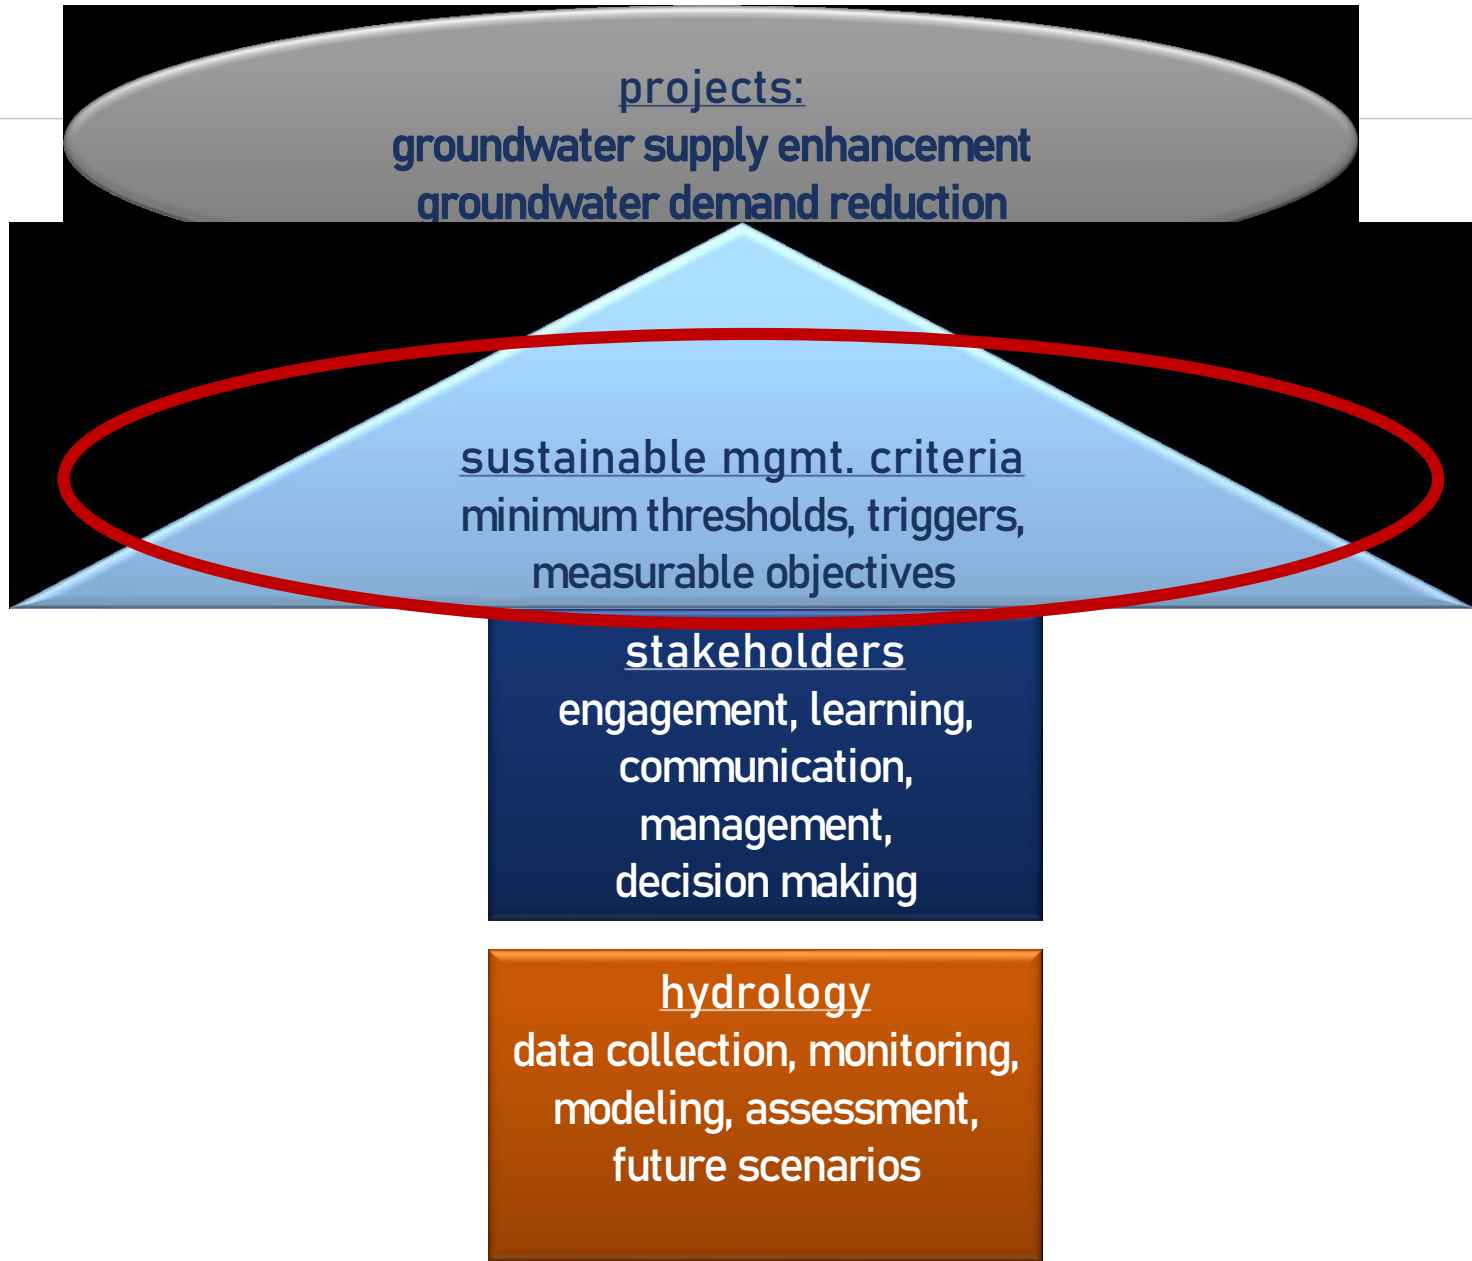 projects:
groundwater supply enhancement
groundwater demand reduction
sustainable mgmt. criteria
minimum thresholds, triggers,
measurable objectives
stakeholders
engagement, learning,
communication,
management,
decision making
hydrology
data collection, monitoring,
modeling, assessment,
future scenarios